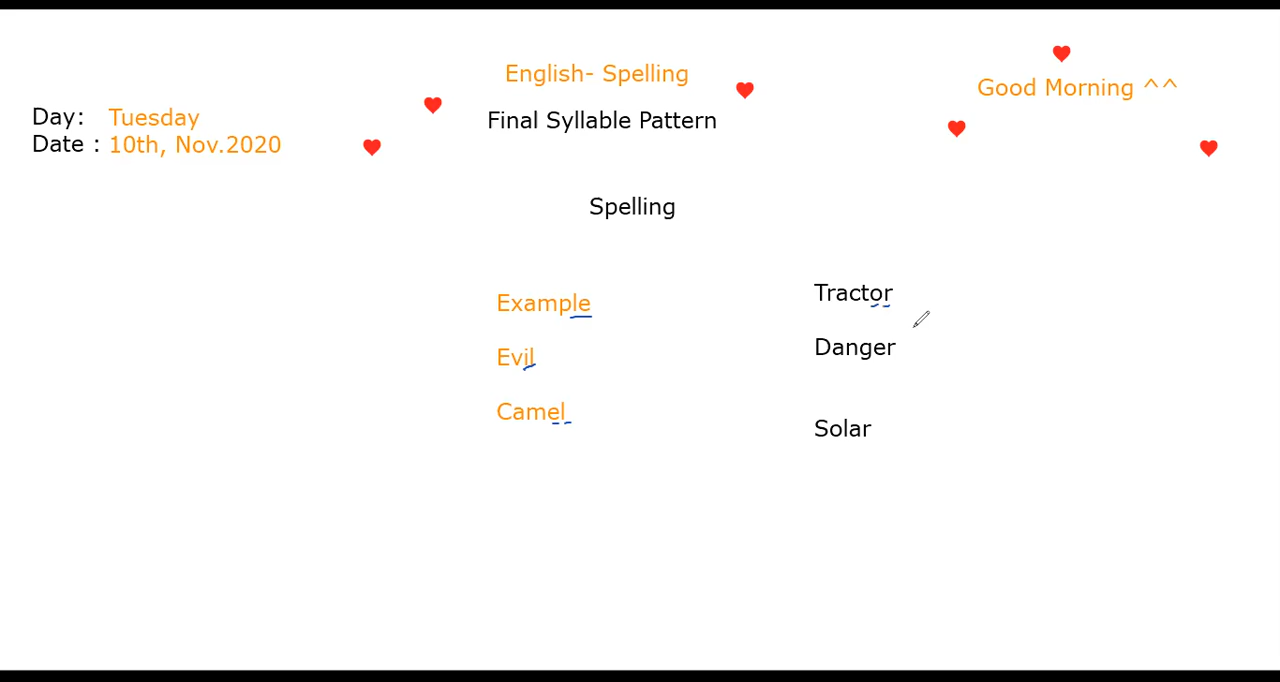 English- Spelling
Good Morning ^^
Day: Tuesday
Final Syllable Pattern
Date : 10th, Nov.2020
Spelling
Example
Tractor
Evil
Danger
Camel
Solar